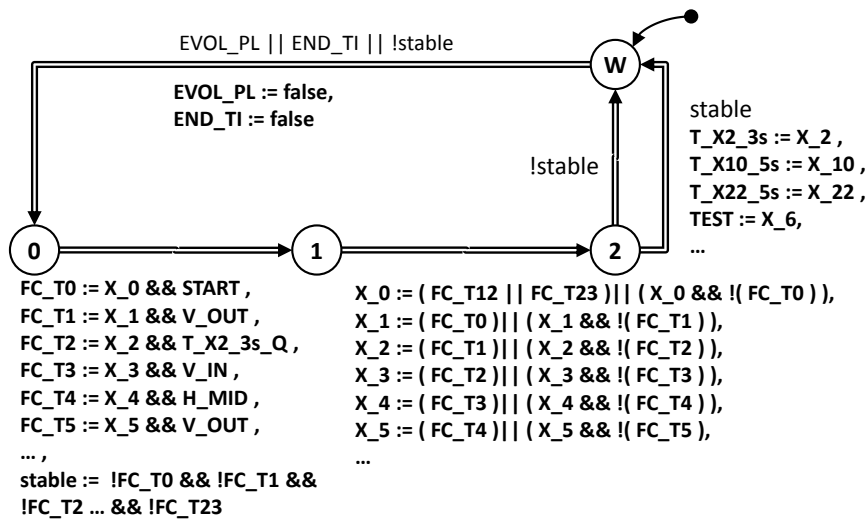 EVOL_PL || END_TI || !stable
W
EVOL_PL := false,
END_TI := false
stable
T_X2_3s := X_2 ,
T_X10_5s := X_10 ,
T_X22_5s := X_22 ,
TEST := X_6,
…
!stable
0
1
2
FC_T0 := X_0 && START ,
FC_T1 := X_1 && V_OUT ,
FC_T2 := X_2 && T_X2_3s_Q ,
FC_T3 := X_3 && V_IN ,
FC_T4 := X_4 && H_MID ,
FC_T5 := X_5 && V_OUT ,
… ,
stable := !FC_T0 && !FC_T1 &&
!FC_T2 … && !FC_T23
X_0 := ( FC_T12 || FC_T23 )|| ( X_0 && !( FC_T0 ) ),
X_1 := ( FC_T0 )|| ( X_1 && !( FC_T1 ) ),
X_2 := ( FC_T1 )|| ( X_2 && !( FC_T2 ) ),
X_3 := ( FC_T2 )|| ( X_3 && !( FC_T3 ) ),
X_4 := ( FC_T3 )|| ( X_4 && !( FC_T4 ) ),
X_5 := ( FC_T4 )|| ( X_5 && !( FC_T5 ),
…